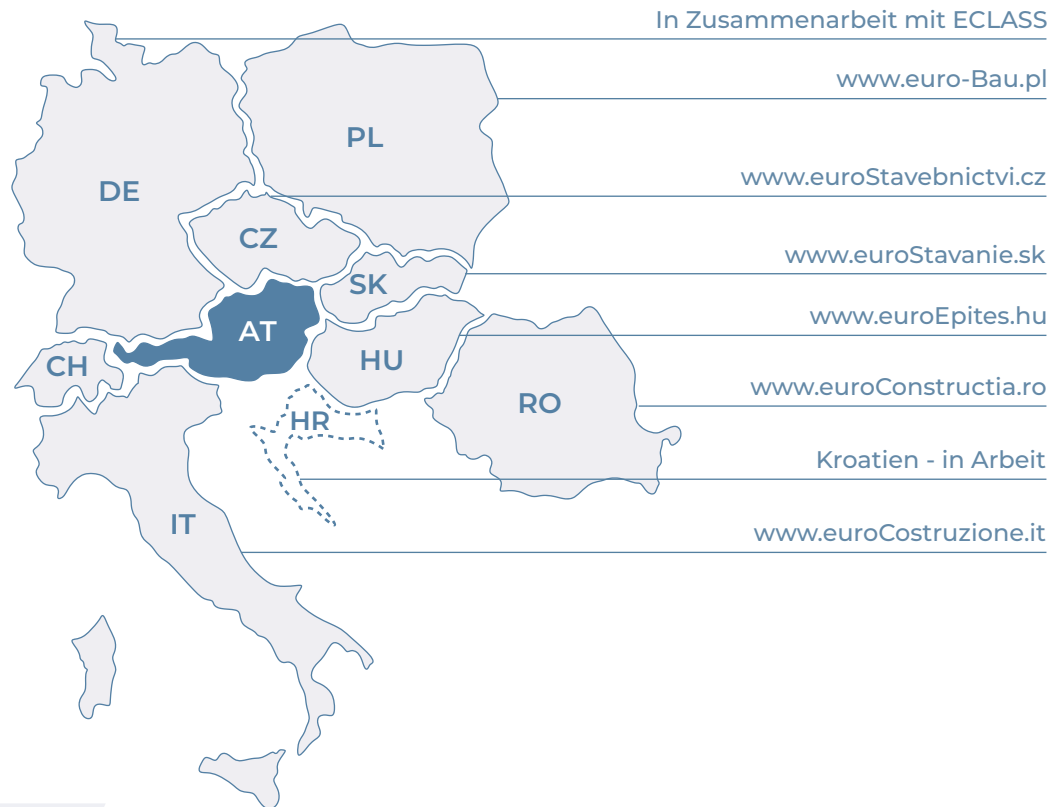 In Zusammenarbeit mit ECLASS
www.euro-Bau.pl
PL
DE
www.euroStavebnictvi.cz
CZ
www.euroStavanie.sk
SK
www.euroEpites.hu
AT
HU
CH
www.euroConstructia.ro
RO
HR
Kroatien - in Arbeit
IT
www.euroCostruzione.it